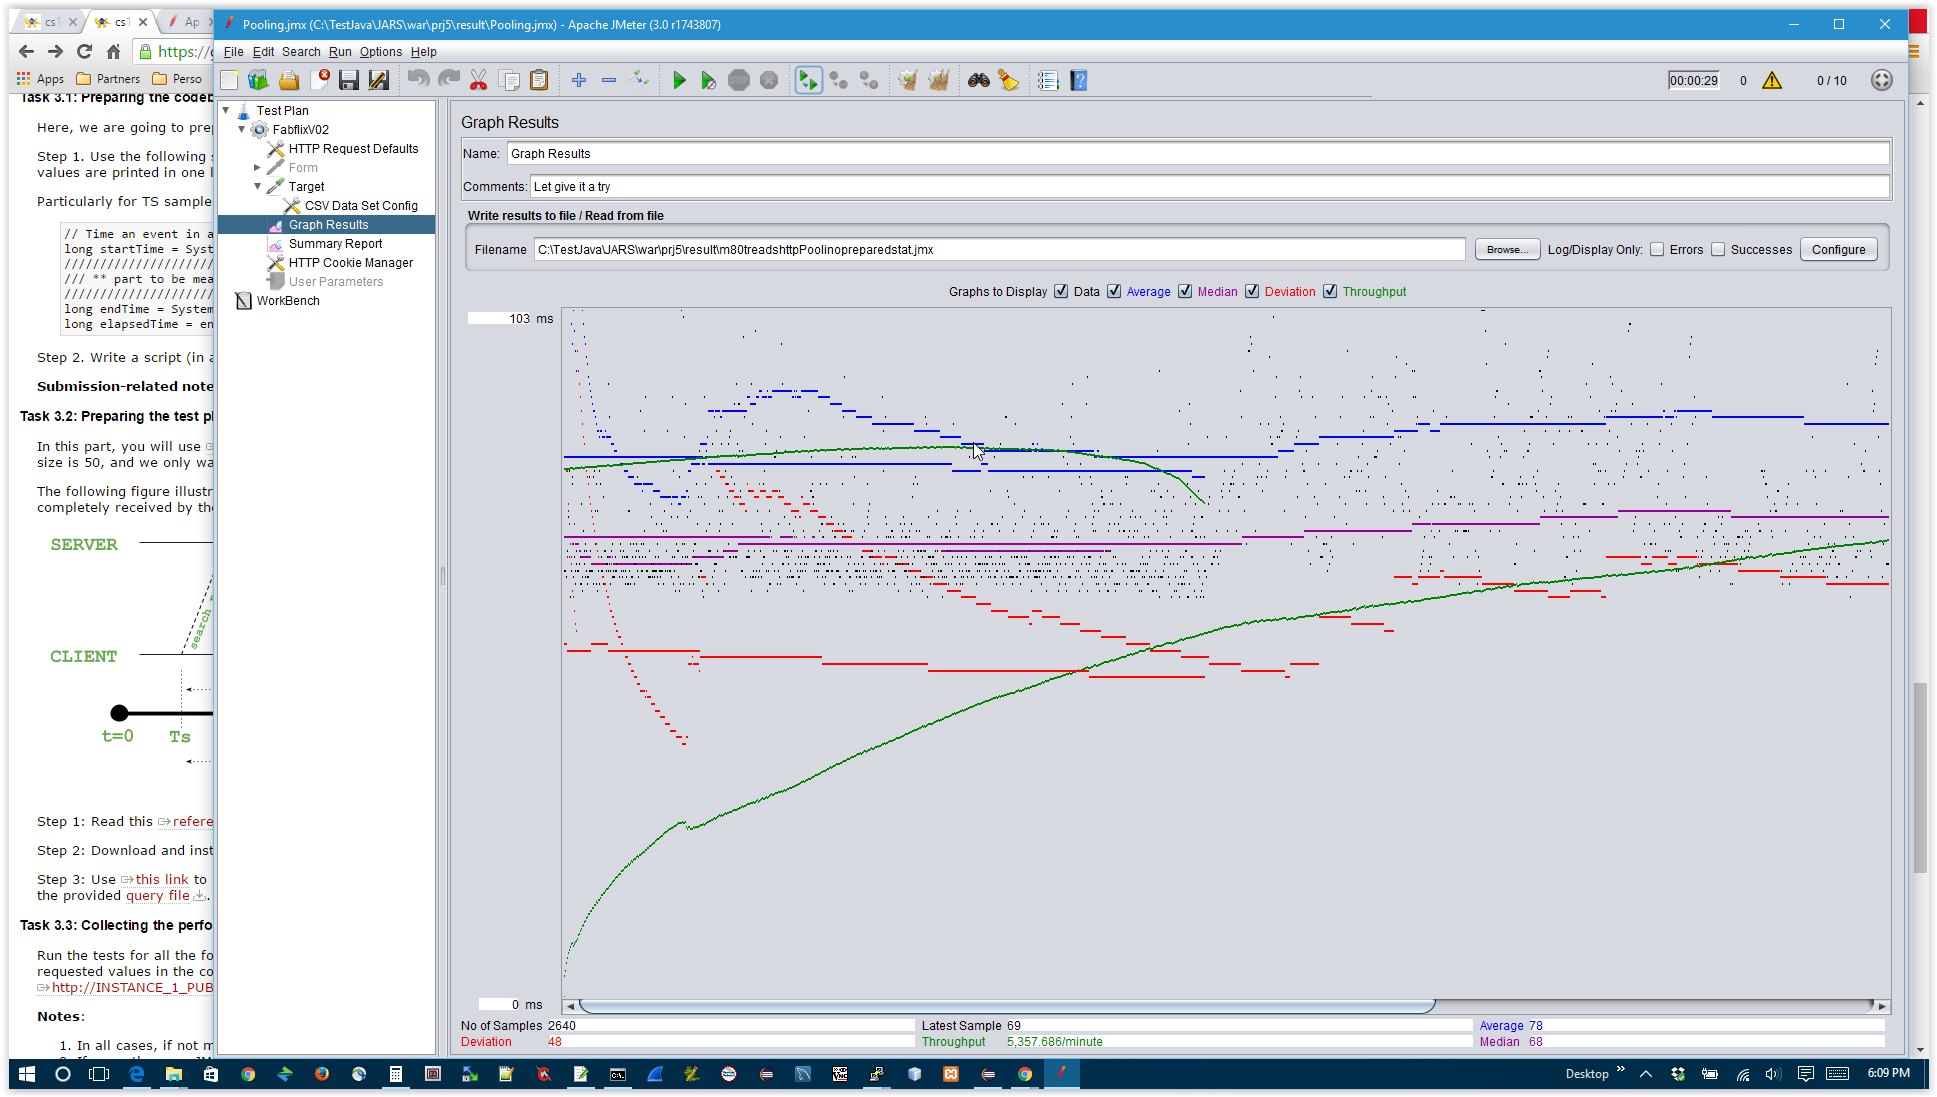 cs1
cs1
Ap
https://g
Apps
Partners
Perso
Task 3.1: Preparing the codeb
Here, we are going to prep
Step 1. Use the following s
values are printed in one l
Particularly for TS sample
// Time an event in a
long startTime = Syst
/// ** part to be mea
long endTime = System
long elapsedTime = en
Step 2. Write a script (in a
Submission-related note
Task 3.2: Preparing the test pl
In this part, you will use
size is 50, and we only wa
The following figure illustr
completely received by the
SERVER
search
CLIENT
t=0
Ts
Step 1: Read this refere
Step 2: Download and inst
Step 3: Use this link to
the provided query file.
Task 3.3: Collecting the perfo
Run the tests for all the fo
requested values in the co
http://INSTANCE_1_PUB
Notes:
1. In all cases, if not m
Pooling.jmx (C:\TestJava\JARS\war\prj5\result\Pooling.jmx) - Apache JMeter (3.0 r1743807)
File Edit Search Run Options Help
00:00:29 0 0 / 10
Test Plan
FabflixV02
HTTP Request Defaults
Form
Target
CSV Data Set Config
Graph Results
Summary Report
HTTP Cookie Manager
User Parameters
WorkBench
Graph Results
Name: Graph Results
Comments: Let give it a try
Write results to file / Read from file
Filename C:\TestJava\JARS\war\prj5\result\m80treadshttpPoolinopreparedstat.jmx Browse... Log/Display Only: Errors Successes Configure
Graphs to Display Data Average Median Deviation Throughput
103 ms
0 ms
No of Samples 2640 Latest Sample 69 Average 78
Deviation 48 Throughput 5,357.686/minute Median 68
Desktop 6:09 PM